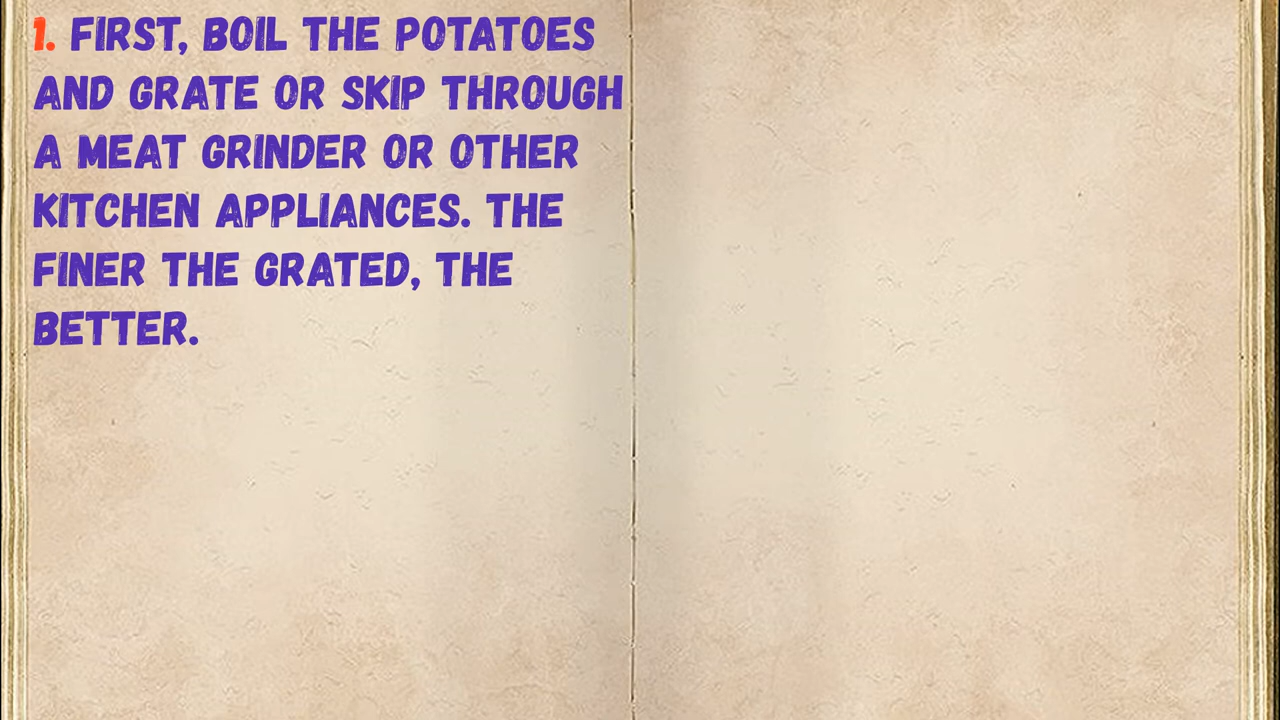 1. FIRST, BOIL THE POTATOES
AND GRATE OR SKIP THROUGH
A MEAT GRINDER OR OTHER
KITCHEN APPLIANCES. THE
FINER THE GRATED, THE
BETTER.